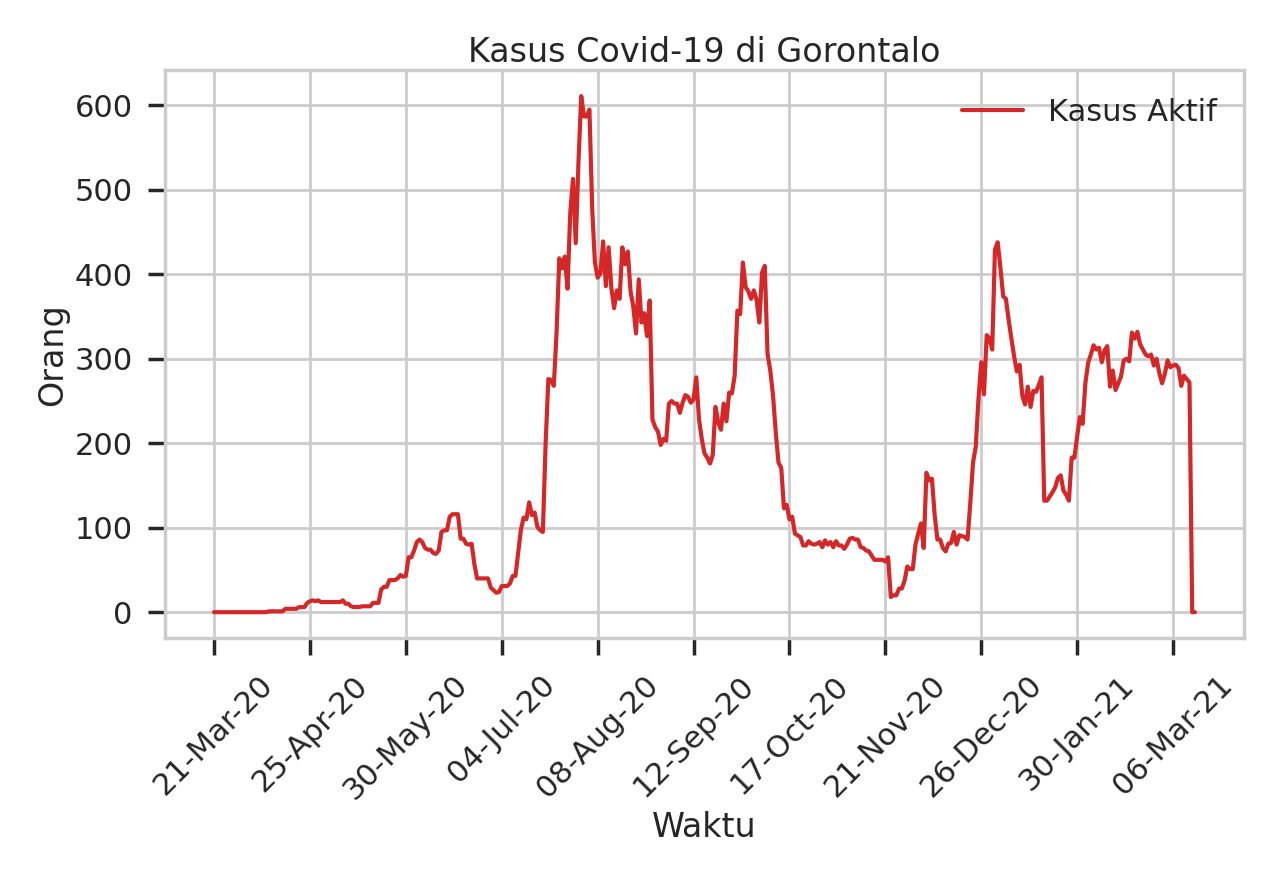 Kasus Covid-19 di Gorontalo
Kasus Aktif
Orang
600
500
400
300
200
100
0
21-Mar-20
25-Apr-20
30-May-20
04-Jul-20
08-Aug-20
12-Sep-20
17-Oct-20
21-Nov-20
26-Dec-20
30-Jan-21
06-Mar-21
Waktu